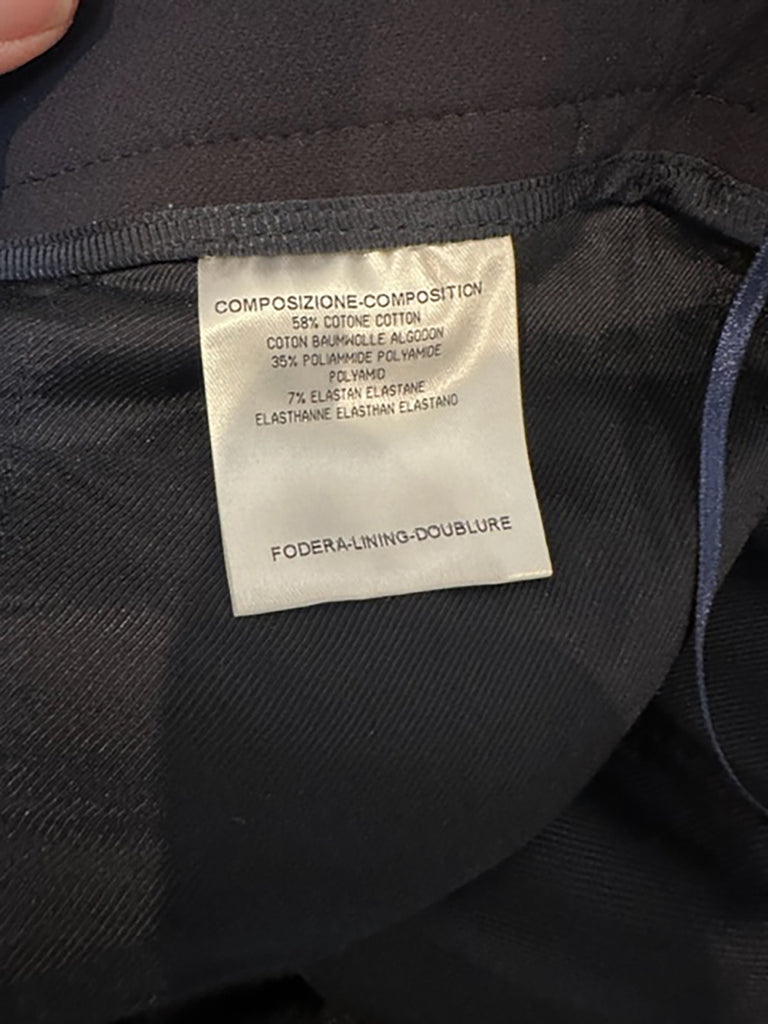 COMPOSIZIONE-COMPOSITION
58% COTONE COTTON
COTON BAUMWOLLE ALGODON
35% POLIAMMIDE POLYAMIDE
POLYAMID
7% ELASTAN ELASTANE
ELASTHANNE ELASTHAN ELASTANO
FODERA-LINING-DOUBLURE